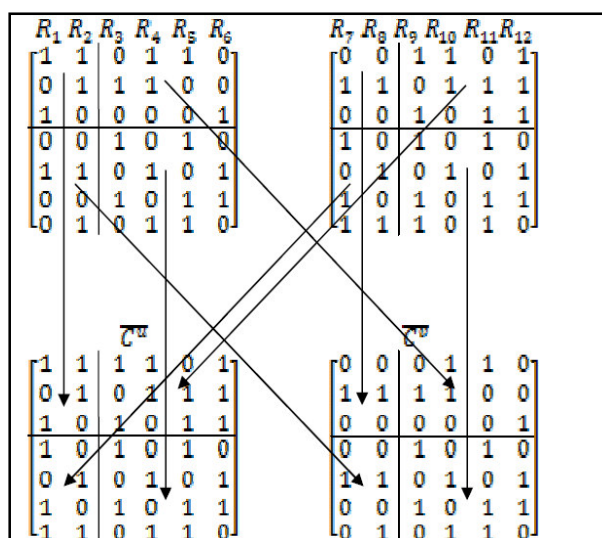 R₁ R₂ R₃ R₄ R₅ R₆ R₇ R₈ R₉ R₁₀ R₁₁ R₁₂
1 1 0 1 1 0 0 0 1 1 0 1
0 1 1 1 0 0 1 1 0 1 1 1
1 0 0 0 0 1 0 0 1 0 1 1
0 0 1 0 1 0 1 0 1 0 1 0
1 1 0 1 0 1 0 1 0 1 0 1
0 0 1 0 1 1 1 0 1 0 1 1
0 1 0 1 1 0 1 1 1 0 1 0
C^u C^u
1 1 1 1 0 1 0 0 0 1 1 0
0 1 0 1 1 1 1 1 1 1 0 0
1 0 1 0 1 1 0 0 0 0 0 1
1 0 1 0 1 0 0 0 1 0 1 0
0 1 0 1 0 1 1 1 0 1 0 1
1 0 1 0 1 1 0 0 1 0 1 1
1 1 0 1 1 0 0 1 0 1 1 0